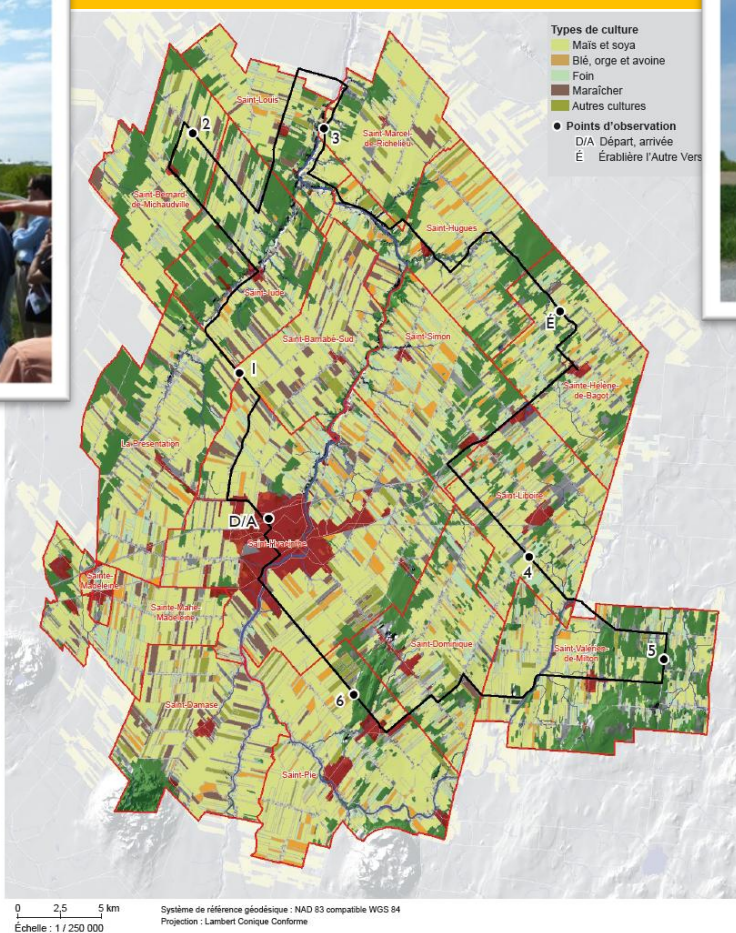 Types de culture
Maïs et soya
Blé, orge et avoine
Foin
Maraîcher
Autres cultures
Points d'observation
D/A Départ, arrivée
É Érablière l'Autre Vers
2
Saint-Louis
3
Saint-Marcel-
de-Richelieu
Saint-Bernard-
de-Michaudville
Saint-Hugues
Saint-Jude
É
Saint-Barnabé-Sud
Saint-Simon
1
Sainte-Hélène-
de-Bagot
La Présentation
Saint-Liboire
D/A
Saint-Hyacinthe
4
Sainte-
Madeleine
Sainte-Marie-
Madeleine
Saint-Dominique
Saint-Valérien-
de-Milton
5
6
Saint-Damase
Saint-Pie
0 2,5 5 km
Échelle : 1 / 250 000
Système de référence géodésique : NAD 83 compatible WGS 84
Projection : Lambert Conique Conforme